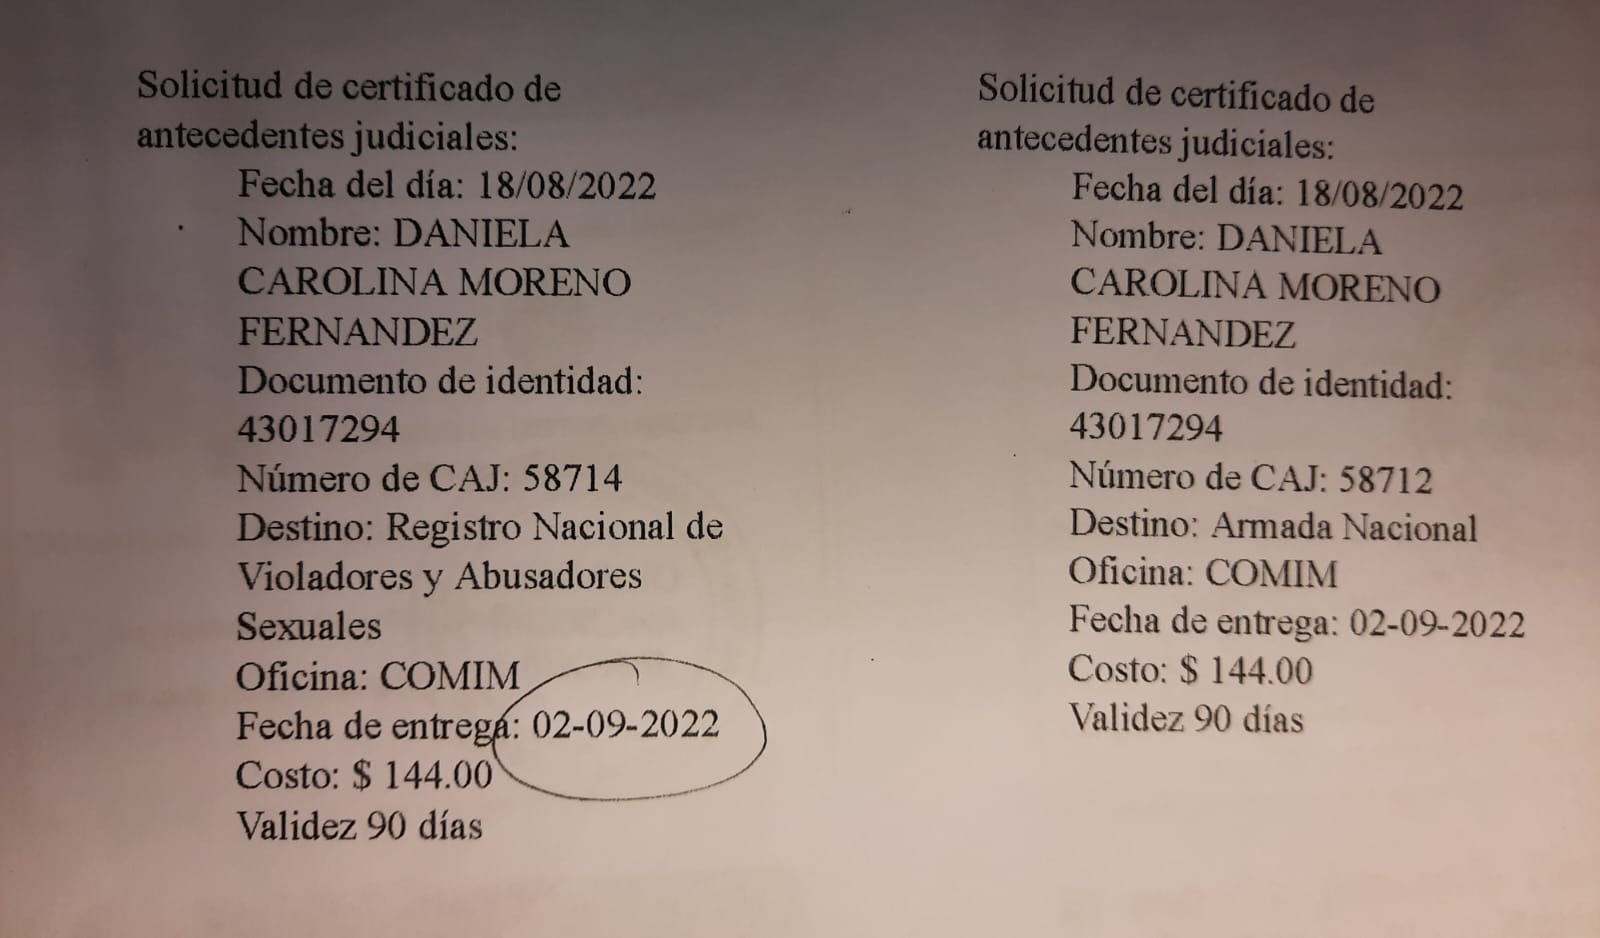 Solicitud de certificado de
antecedentes judiciales:
Fecha del día: 18/08/2022
Nombre: DANIELA
CAROLINA MORENO
FERNANDEZ
Documento de identidad:
43017294
Número de CAJ: 58714
Destino: Registro Nacional de
Violadores y Abusadores
Sexuales
Oficina: COMIM
Fecha de entrega: 02-09-2022
Costo: $ 144.00
Validez 90 días
Solicitud de certificado de
antecedentes judiciales:
Fecha del día: 18/08/2022
Nombre: DANIELA
CAROLINA MORENO
FERNANDEZ
Documento de identidad:
43017294
Número de CAJ: 58712
Destino: Armada Nacional
Oficina: COMIM
Fecha de entrega: 02-09-2022
Costo: $ 144.00
Validez 90 días